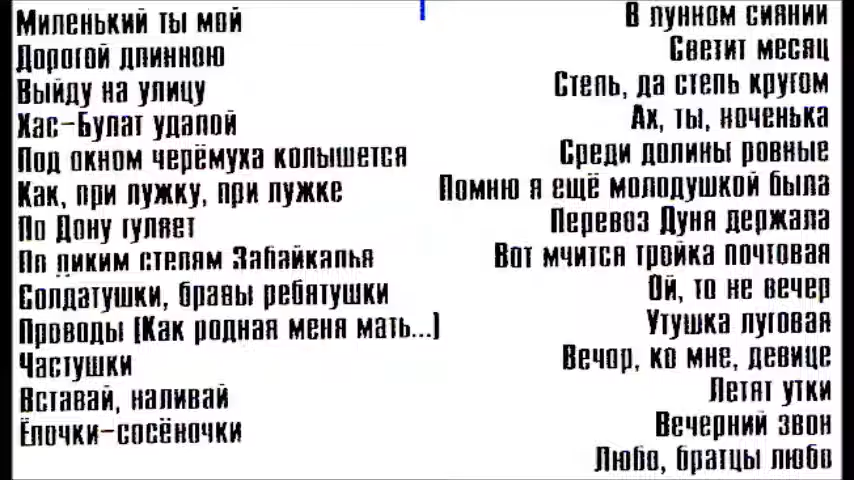 Миленький ты мой
Дорогой длинною
Выйду на улицу
Хас-Булат удалой
Под окном черёмуха колышется
Как, при лужку, при лужке
По Дону гуляет
По диким степям Забайкалья
Солдатушки, бравы ребятушки
Проводы (Как родная меня мать...)
Частушки
Вставай, наливай
Ёлочки-сосёночки
В лунном сиянии
Светит месяц
Степь, да степь кругом
Ах, ты, ноченька
Среди долины ровные
Помню я ещё молодушкой была
Перевоз Дуня держала
Вот мчится тройка почтовая
Ой, то не вечер
Утушка луговая
Вечор, ко мне, девице
Летят утки
Вечерний звон
Любо, братцы любо